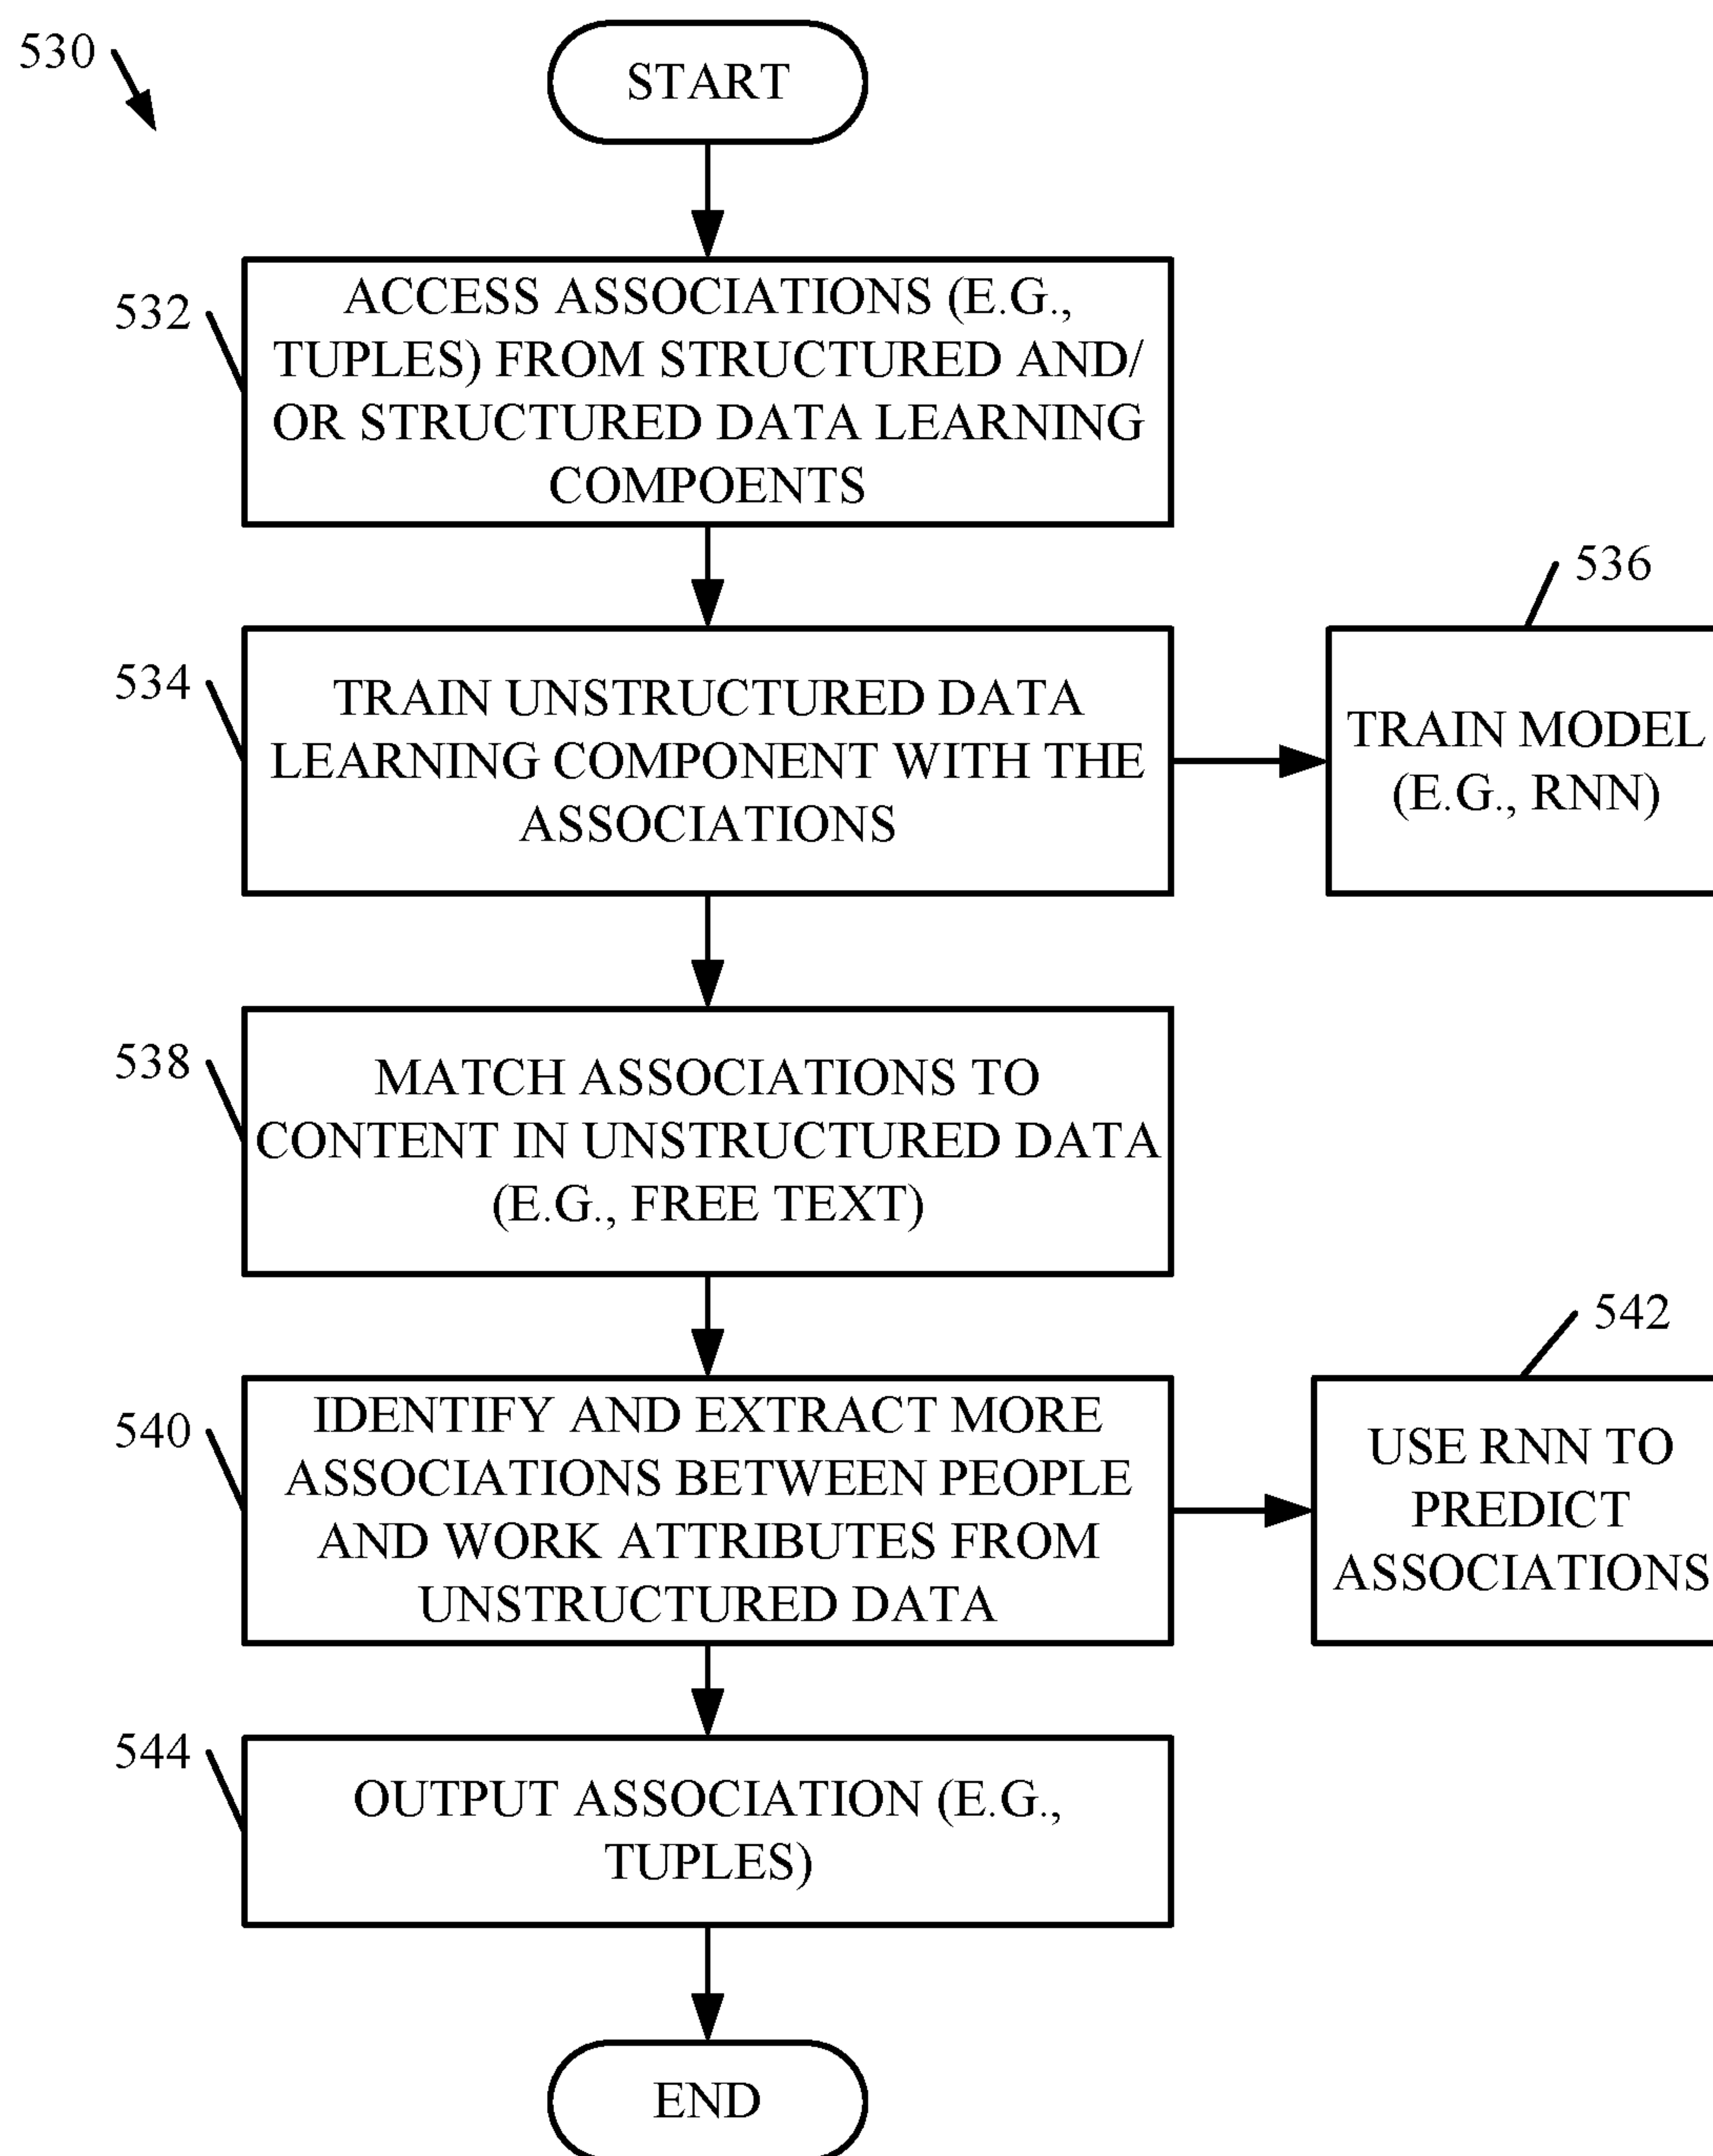 530
START
532
ACCESS ASSOCIATIONS (E.G.,
TUPLES) FROM STRUCTURED AND/
OR STRUCTURED DATA LEARNING
COMPOENTS
534
TRAIN UNSTRUCTURED DATA
LEARNING COMPONENT WITH THE
ASSOCIATIONS
536
TRAIN MODEL
(E.G., RNN)
538
MATCH ASSOCIATIONS TO
CONTENT IN UNSTRUCTURED DATA
(E.G., FREE TEXT)
540
IDENTIFY AND EXTRACT MORE
ASSOCIATIONS BETWEEN PEOPLE
AND WORK ATTRIBUTES FROM
UNSTRUCTURED DATA
542
USE RNN TO
PREDICT
ASSOCIATIONS
544
OUTPUT ASSOCIATION (E.G.,
TUPLES)
END